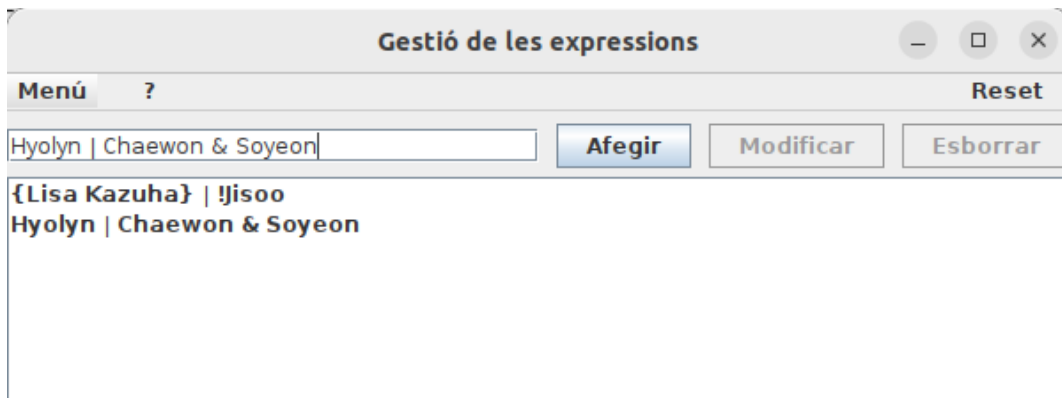 Gestió de les expressions
Menú ? Reset
Hyolyn | Chaewon & Soyeon Afegir Modificar Esborrar
{Lisa Kazuha} | !Jisoo
Hyolyn | Chaewon & Soyeon